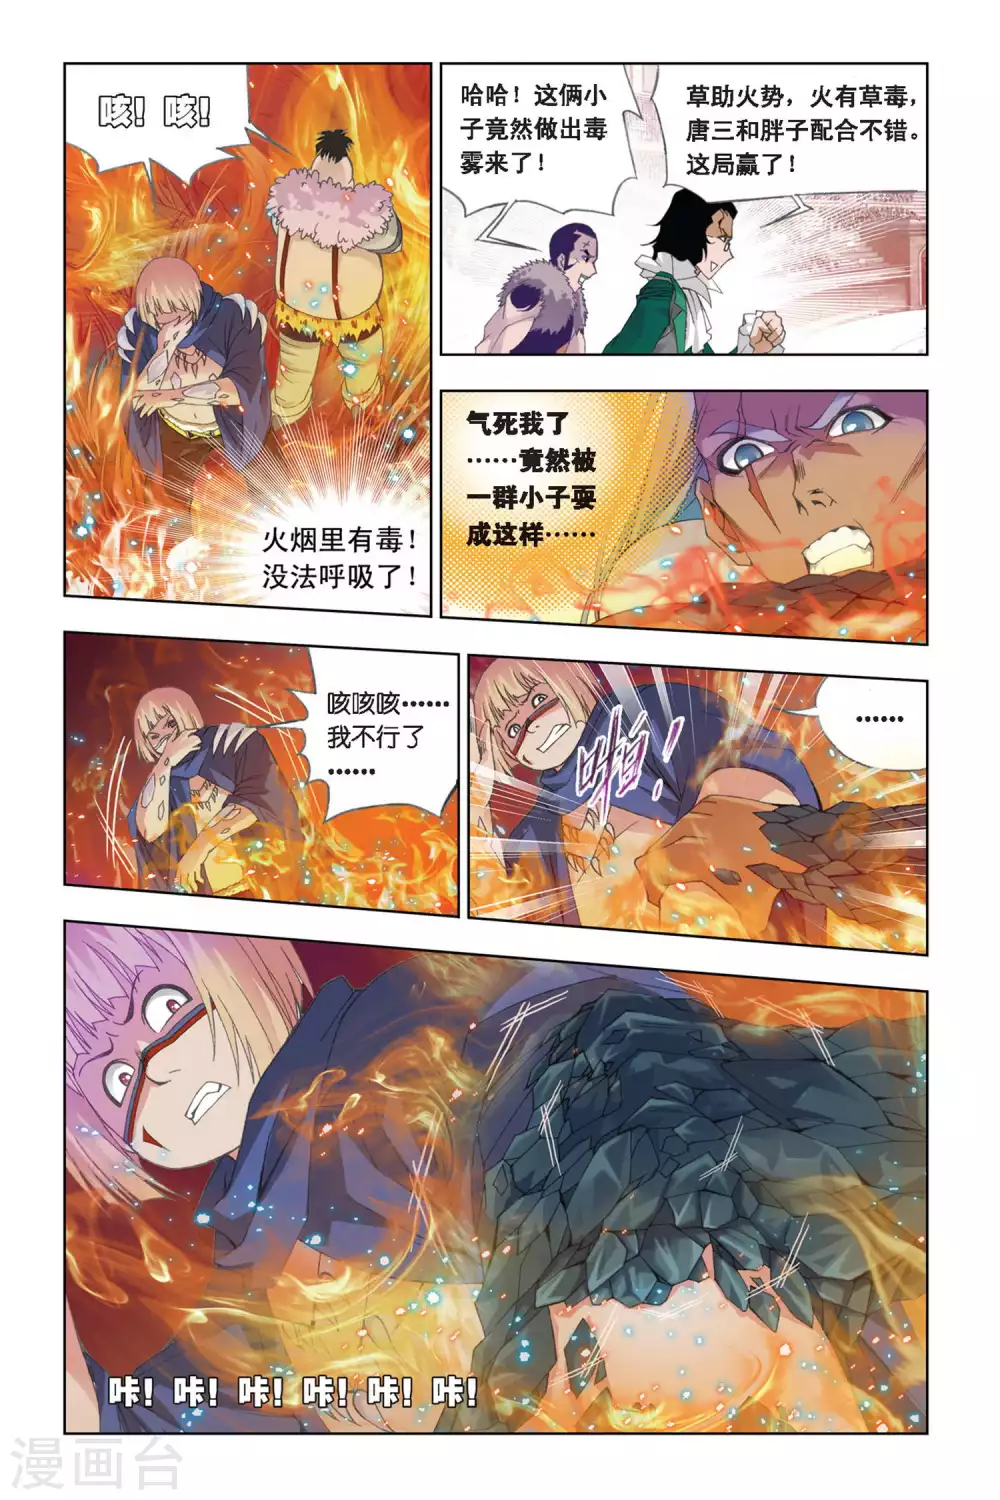 咳！咳！
火烟里有毒！
没法呼吸了！
哈哈！这俩小
子竟然做出毒
雾来了！
草助火势，火有草毒，
唐三和胖子配合不错。
这局赢了！
气死我了
……竟然被
一群小子耍
成这样……
咳咳咳……
我不行了
……
啪！
……
咔！咔！咔！咔！咔！咔！
漫画台